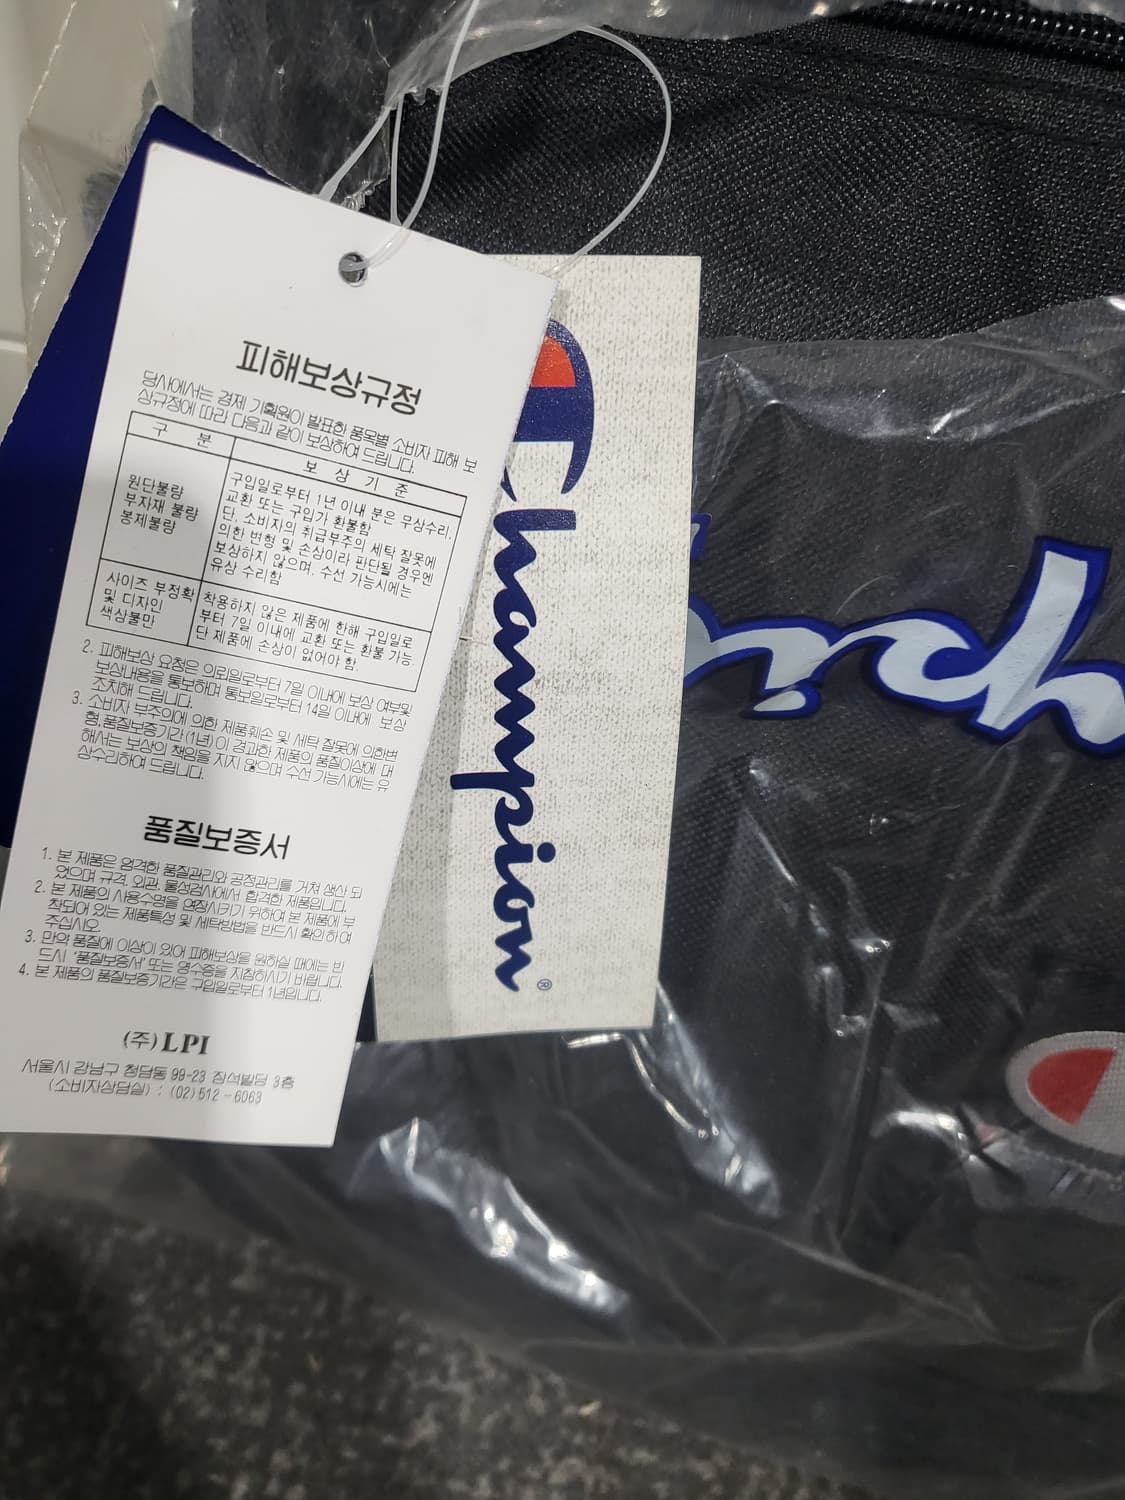 피해보상규정
당사에서는 경제 기획원이 발표한 품목별 소비자 피해 보
상규정에 따라 다음과 같이 보상하여 드립니다.
구 분
보 상 기 준
원단불량
부자재 불량
봉제불량
구입일로부터 1년 이내 분은 무상수리,
교환 또는 구입가 환불함
단, 소비자의 취급부주의 세탁 잘못에
의한 변형 및 손상이라 판단될 경우엔
보상하지 않으며, 수선 가능시에는
유상 수리함
사이즈 부정확
및 디자인
색상불만
착용하지 않은 제품에 한해 구입일로
부터 7일 이내에 교환 또는 환불 가능.
단 제품에 손상이 없어야 함.
2. 피해보상 요청은 의뢰일로부터 7일 이내에 보상 여부및
보상내용을 통보하며 통보일로부터 14일 이내에 보상
조치해 드립니다.
3. 소비자 부주의에 의한 제품훼손 및 세탁 잘못에 의한변
형 품질보증기간 (1년) 이 경과한 제품의 품질이상에 대
해서는 보상의 책임을 지지 않으며 수선 가능시에는 유
상수리하여 드립니다.
품질보증서
1. 본 제품은 엄격한 품질관리와 공정관리를 거쳐 생산 되
었으며 규격, 외관, 물성검사에서 합격한 제품입니다.
2. 본 제품의 사용수명을 연장시키기 위하여 본 제품에 부
착되어 있는 제품특성 및 세탁방법을 반드시 확인하여
주십시오.
3. 만약 품질에 이상이 있어 피해보상을 원하실 때에는 반
드시 '품질보증서' 또는 영수증을 지참하시기 바랍니다.
4. 본 제품의 품질보증기간은 구입일로부터 1년입니다.
(주) LPI
서울시 강남구 청담동 99-23 장석빌딩 3층
(소비자상담실) : (02) 512 - 6063
Champion®